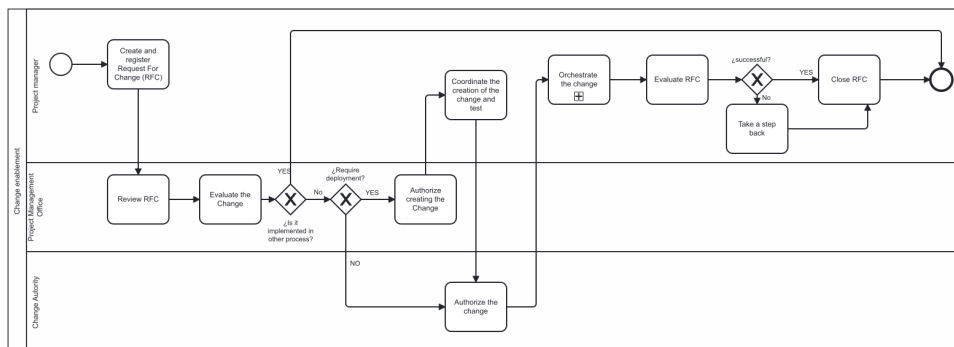 Change enablement
Project manager
Create and
register
Request For
Change (RFC)
Coordinate the
creation of the
change and
test
Orchestrate
the change
Evaluate RFC
¿successful?
YES
No
Close RFC
Take a step
back
Project Management
Office
Review RFC
Evaluate the
Change
YES
¿Is it
implemented in
other process?
No
¿Require
deployment?
YES
NO
Authorize
creating the
Change
Change Autority
Authorize the
change